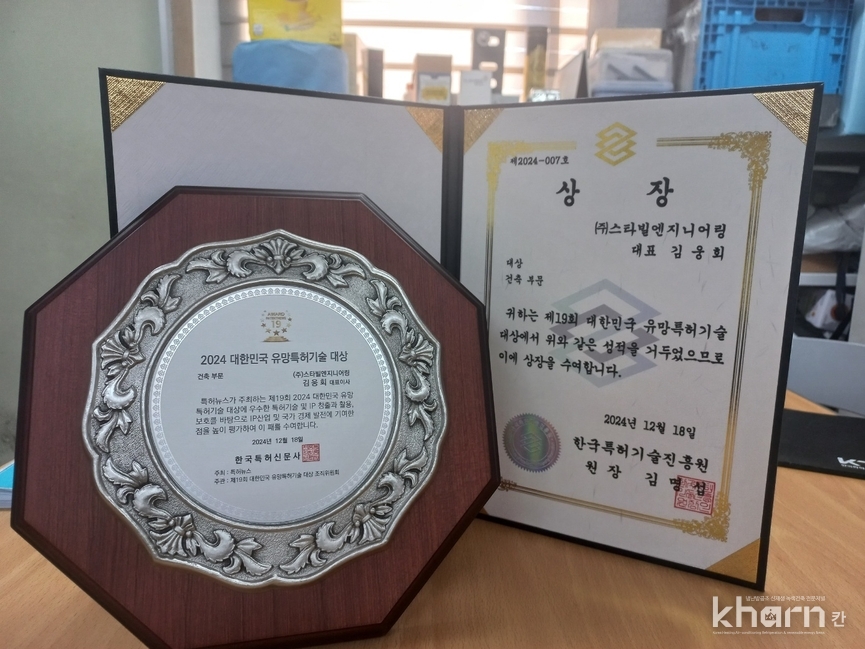 2024 대한민국 유망특허기술 대상
건축 부문
(주)스타빌엔지니어링
김웅회 대표이사
특허뉴스가 주최하는 제19회 2024 대한민국 유망
특허기술 대상에 우수한 특허기술 및 IP 창출과 활용,
보호를 바탕으로 IP산업 및 국가 경제 발전에 기여한
점을 높이 평가하여 이 패를 수여합니다.
2024년 12월 18일
한국특허신문사
주최 : 특허뉴스
주관 : 제19회 대한민국 유망특허기술 대상 조직위원회
제2024-007호
상 장
(주)스타빌엔지니어링
대표 김웅회
대상
건축 부문
귀하는 제19회 대한민국 유망특허기술
대상에서 위와 같은 성적을 거두었으므로
이에 상장을 수여합니다.
2024년 12월 18일
한국특허기술진흥원
원장 김명섭
kharn 칸